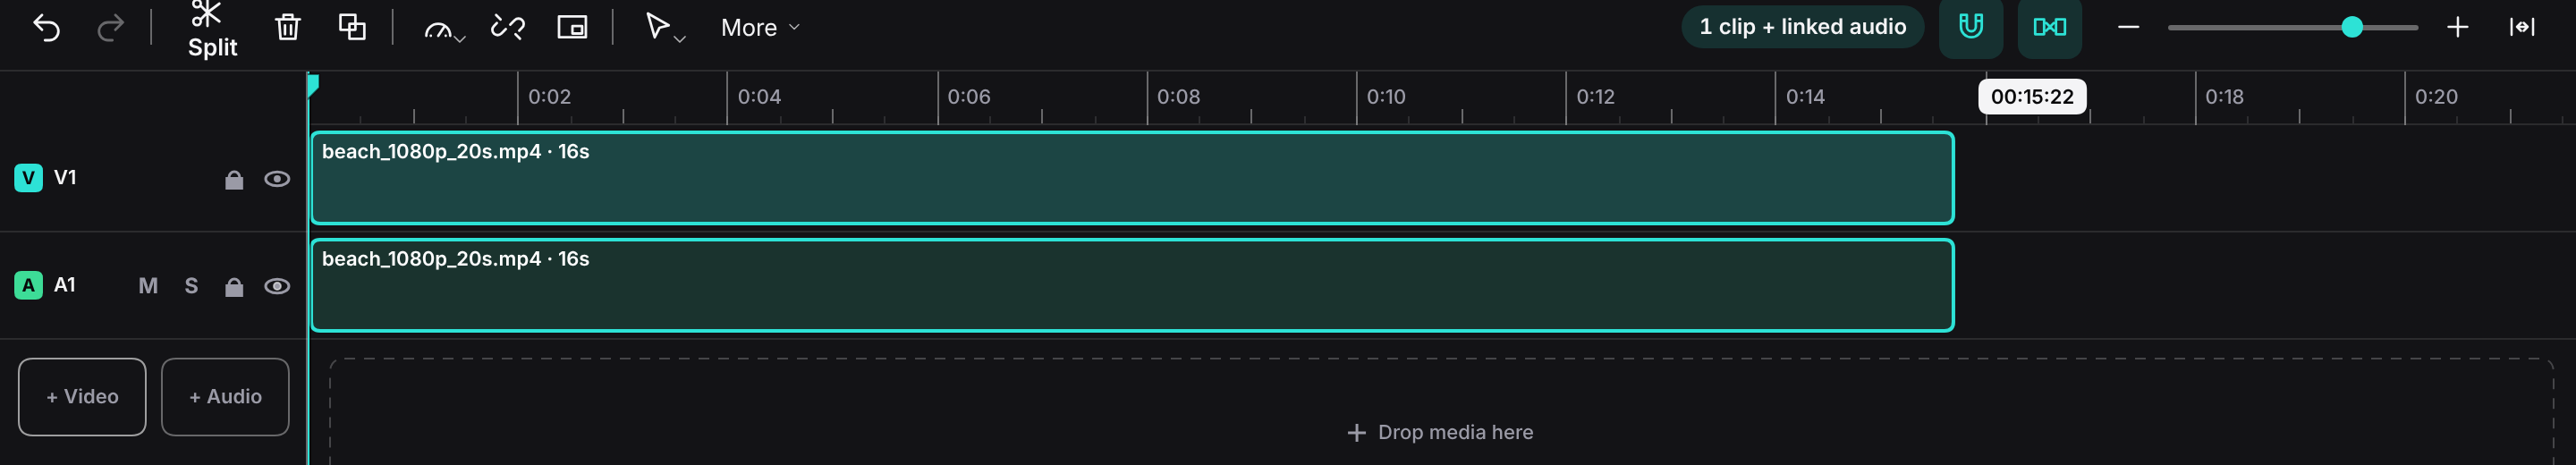 Split
More
1 clip + linked audio
0:02
0:04
0:06
0:08
0:10
0:12
0:14
00:15:22
0:18
0:20
V V1
beach_1080p_20s.mp4 · 16s
A A1 M S
beach_1080p_20s.mp4 · 16s
+ Video
+ Audio
+ Drop media here